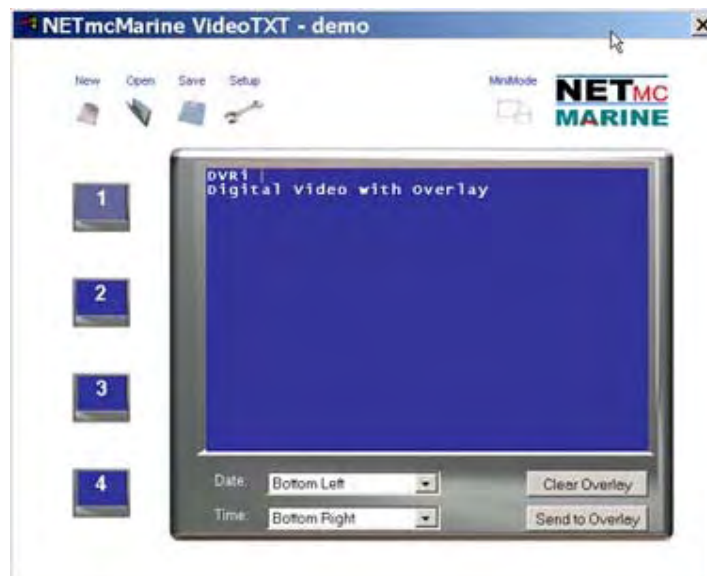 NETmcMarine VideoTXT - demo
New Open Save Setup MiniMode
NETMC
MARINE
1
DVRi
Digital Video with Overlay
2
3
4
Date: Bottom Left Clear Overlay
Time: Bottom Right Send to Overlay